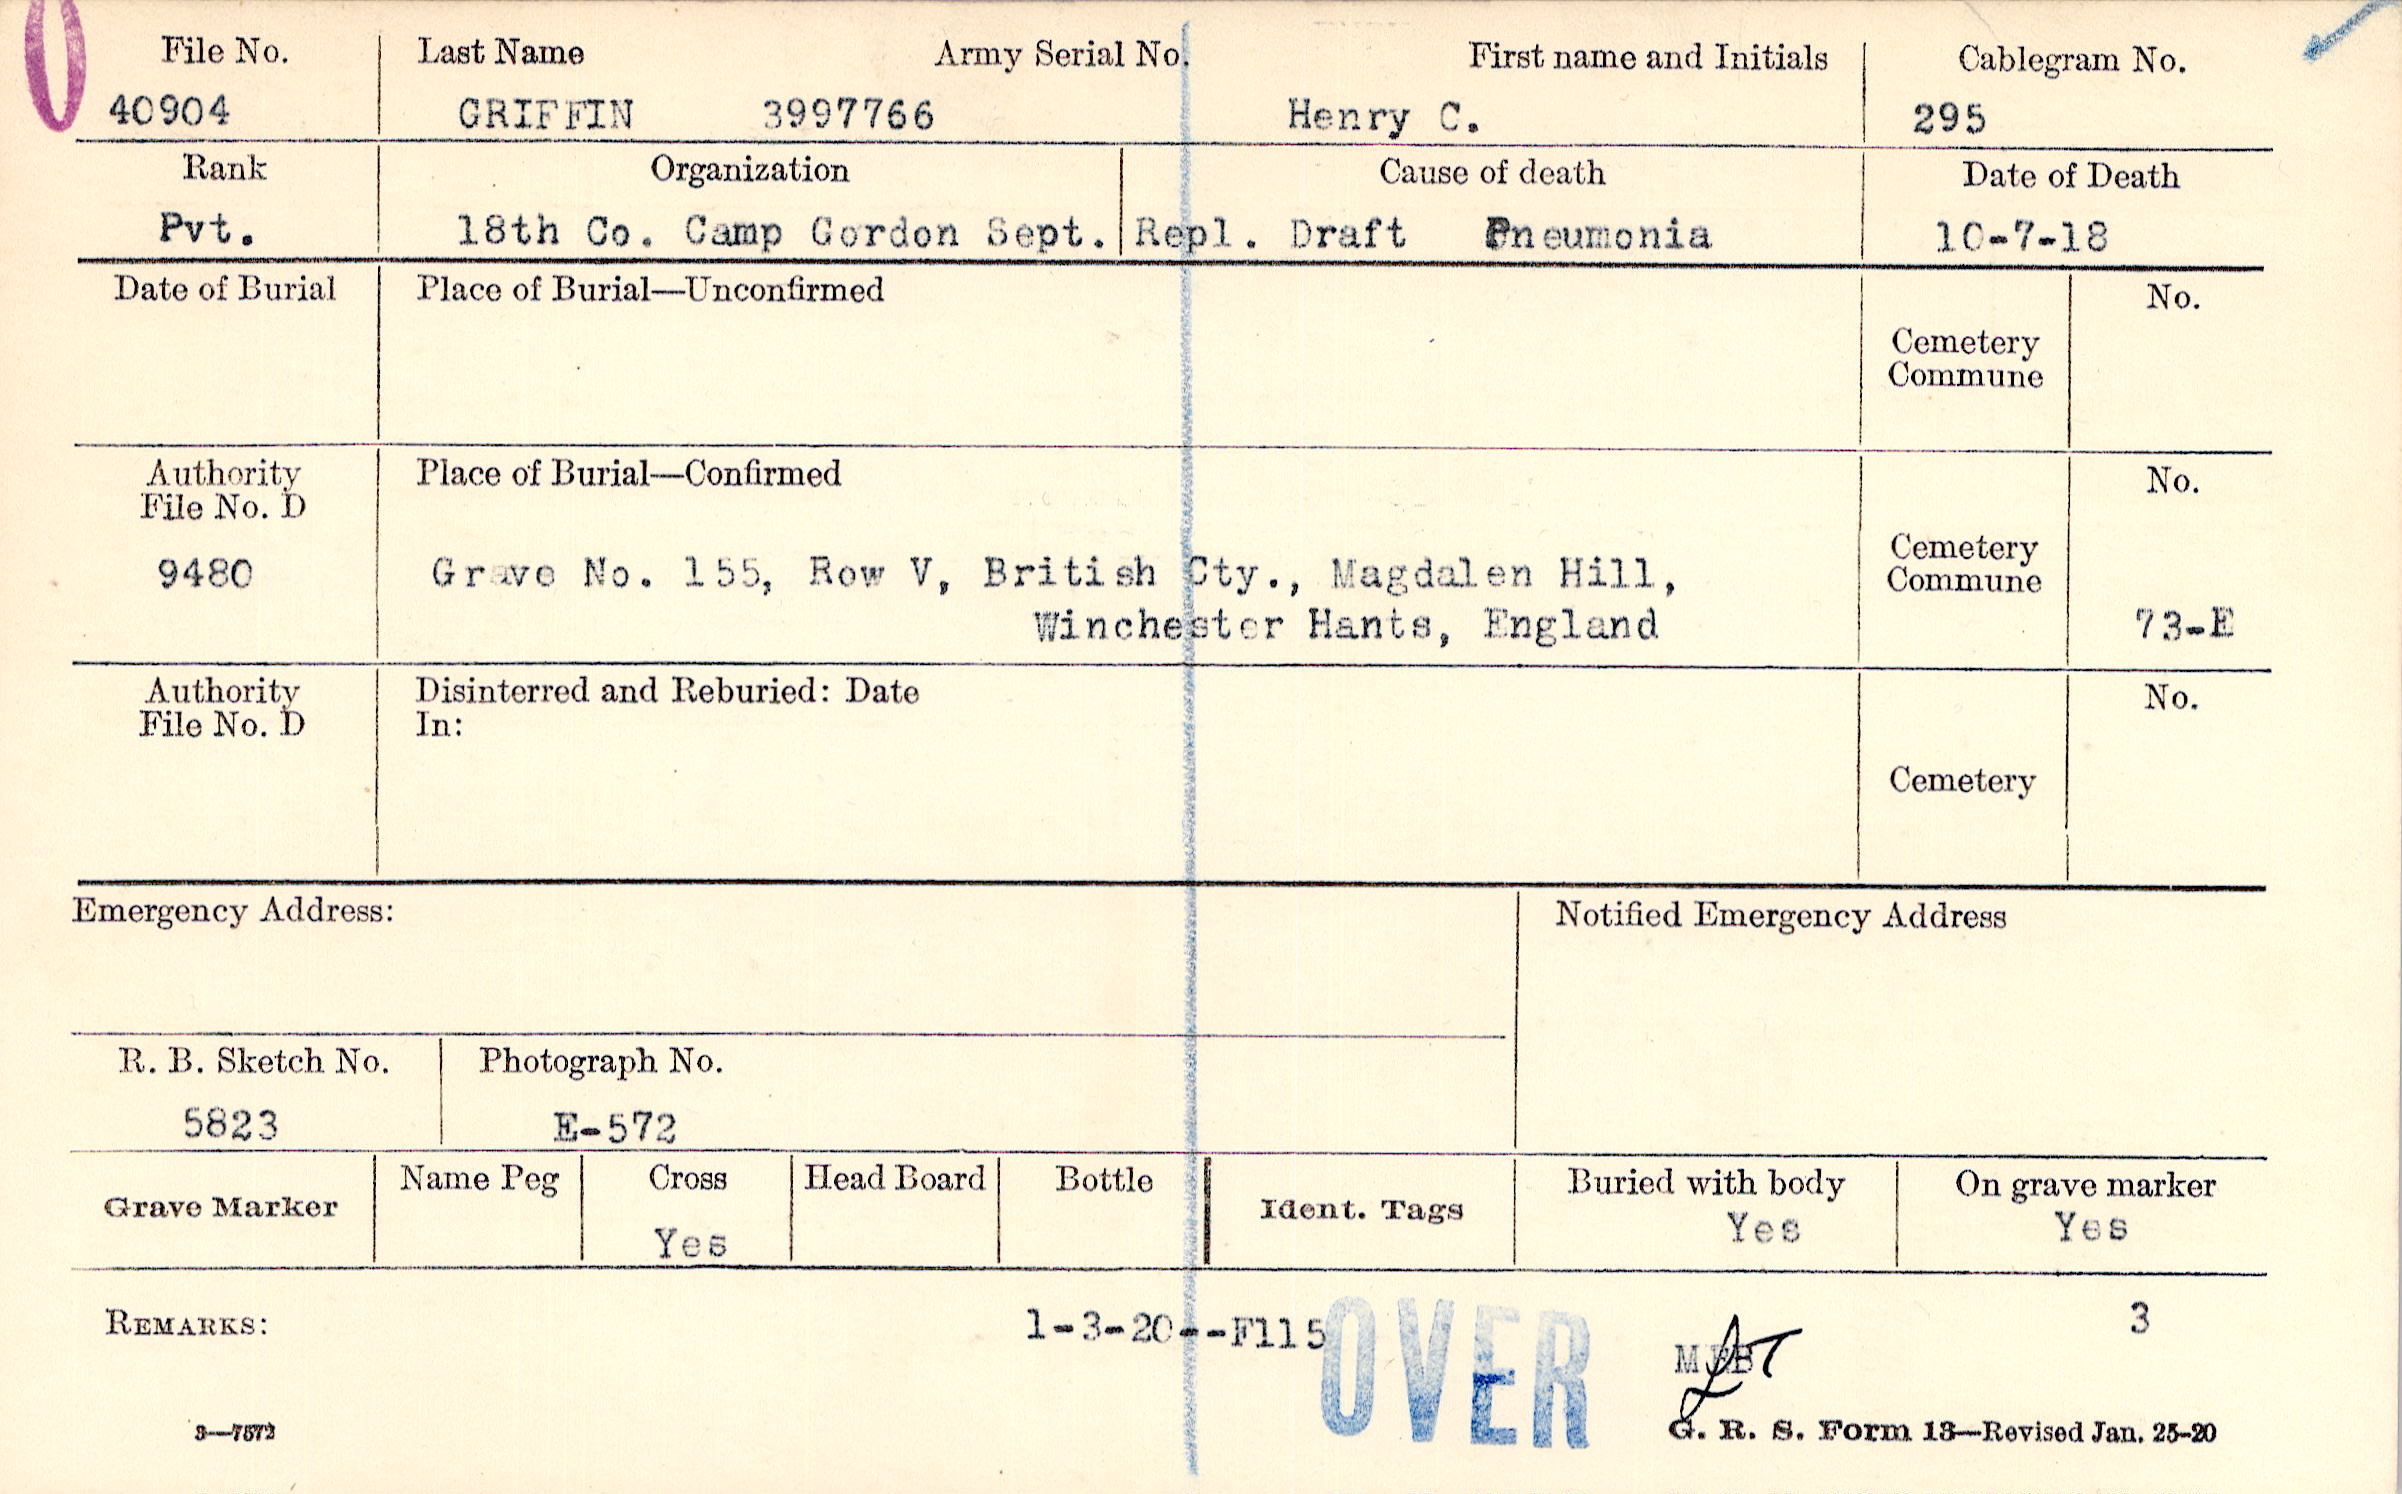 File No. Last Name Army Serial No. First name and Initials Cablegram No.
40904 GRIFFIN 3997766 Henry C. 295
Rank Organization Cause of death Date of Death
Pvt. 18th Co. Camp Gordon Sept. Repl. Draft Pneumonia 10-7-18
Date of Burial Place of Burial—Unconfirmed No.
Cemetery
Commune
Authority Place of Burial—Confirmed No.
File No. D
Cemetery
9480 Grave No. 155, Row V, British Cty., Magdalen Hill, Commune
Winchester Hants, England 73-E
Authority Disinterred and Reburied: Date No.
File No. D In:
Cemetery
Emergency Address: Notified Emergency Address
R. B. Sketch No. Photograph No.
5823 E-572
Grave Marker Name Peg Cross Head Board Bottle Ident. Tags Buried with body On grave marker
Yes Yes Yes
REMARKS: 1-3-20--F115 3
OVER
3—7572 G. R. S. Form 13—Revised Jan. 25-20